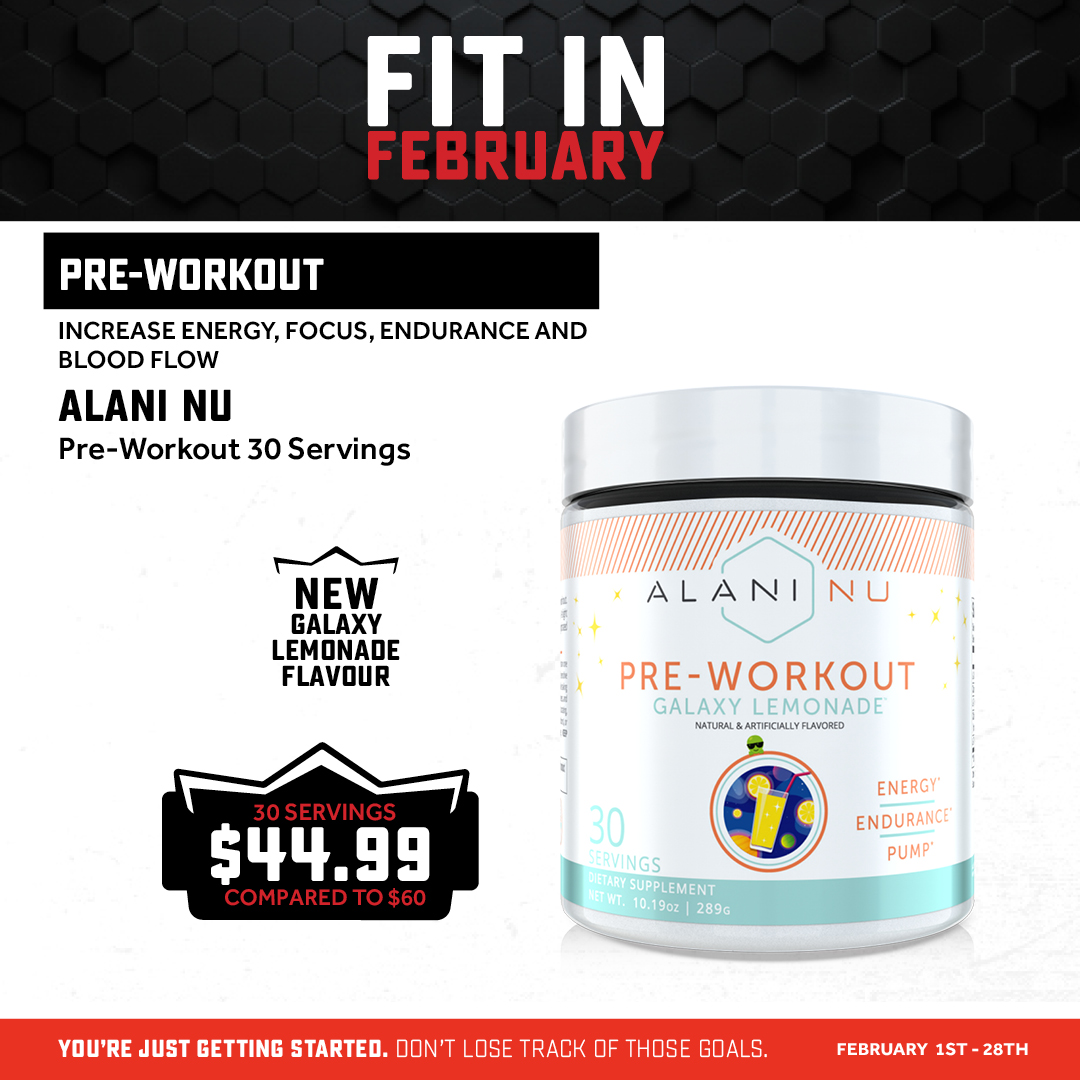 FIT IN
FEBRUARY
PRE-WORKOUT
INCREASE ENERGY, FOCUS, ENDURANCE AND
BLOOD FLOW
ALANI NU
Pre-Workout 30 Servings
NEW
GALAXY
LEMONADE
FLAVOUR
30 SERVINGS
$44.99
COMPARED TO $60
ALANI NU
PRE-WORKOUT
GALAXY LEMONADE
NATURAL & ARTIFICIALLY FLAVORED
ENERGY*
ENDURANCE*
PUMP*
30
SERVINGS
DIETARY SUPPLEMENT
NET WT. 10.19oz | 289G
YOU'RE JUST GETTING STARTED. DON'T LOSE TRACK OF THOSE GOALS.
FEBRUARY 1ST - 28TH